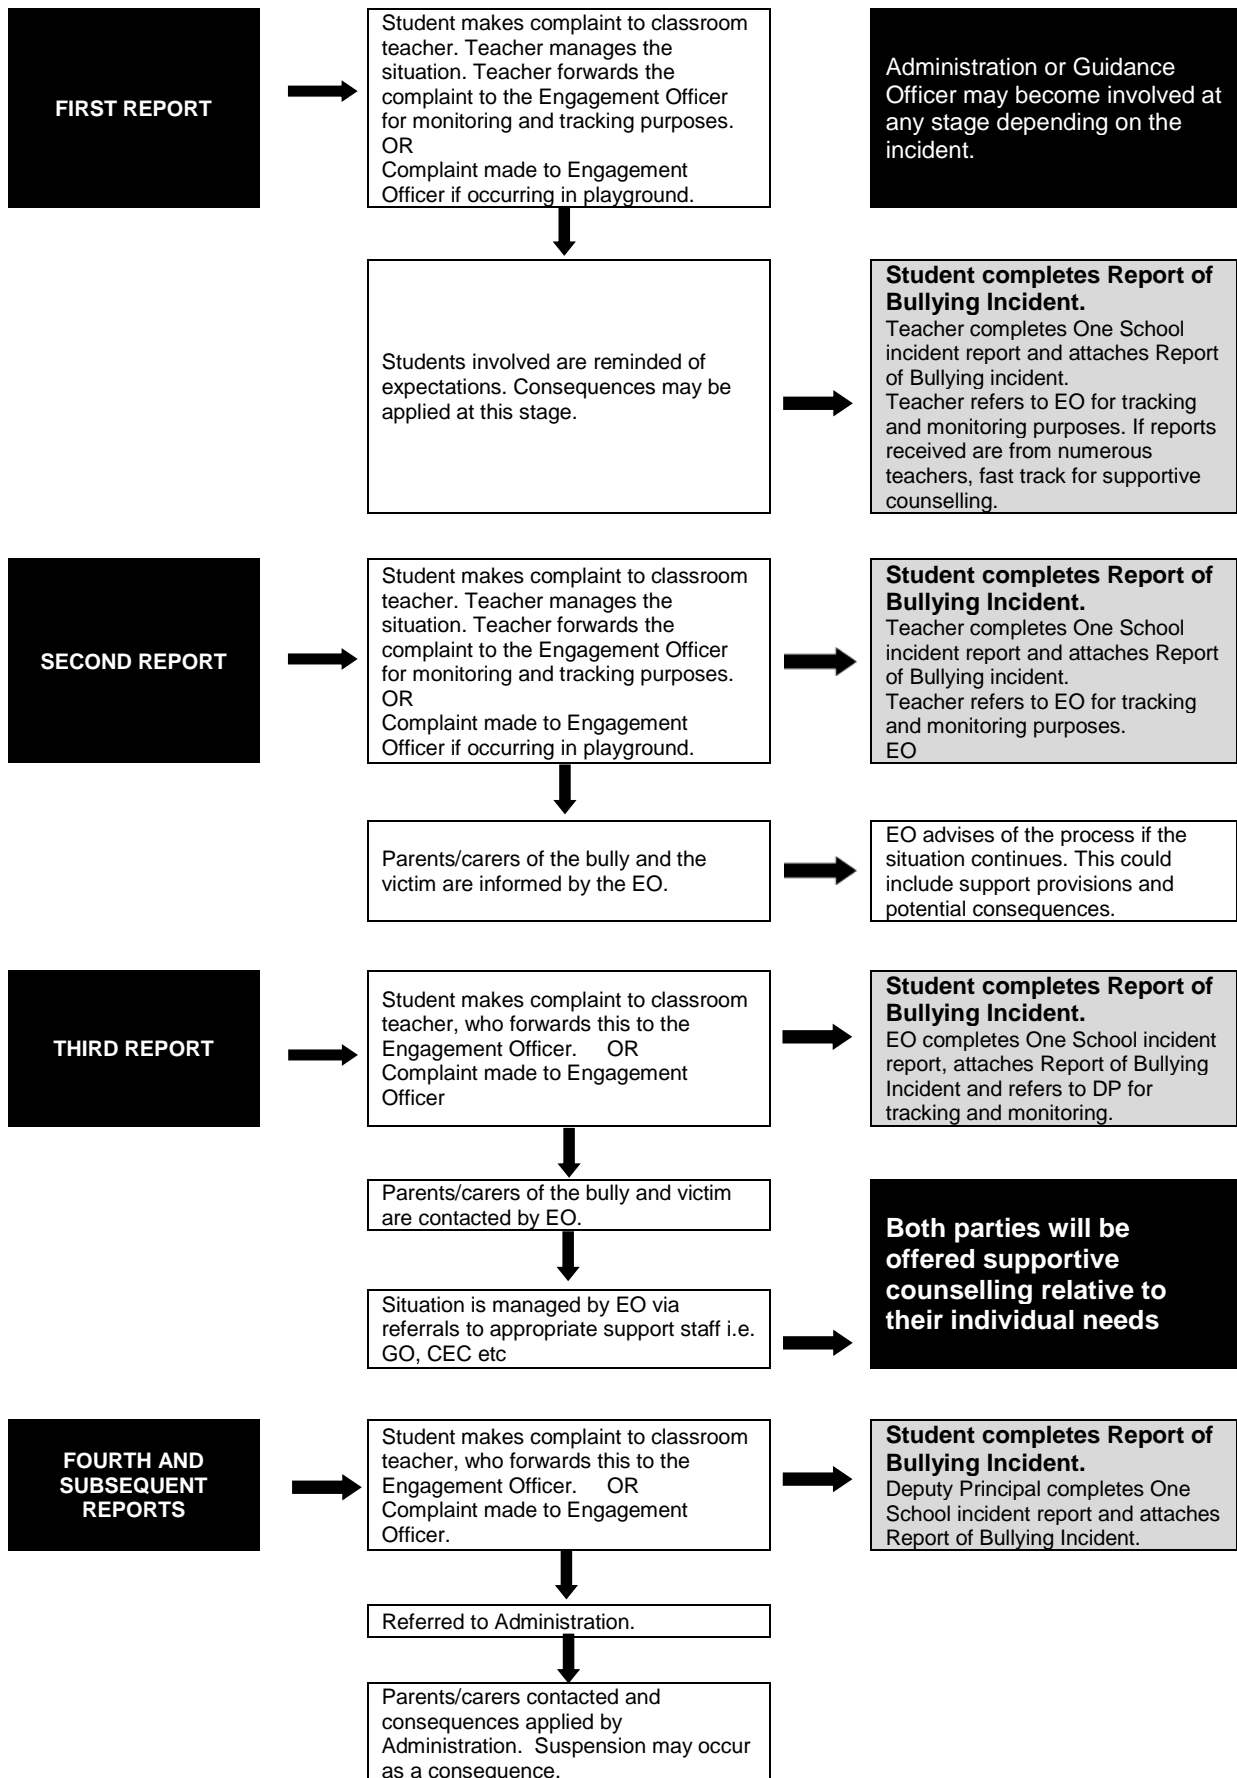 FIRST REPORT
Student makes complaint to classroom
teacher. Teacher manages the
situation. Teacher forwards the
complaint to the Engagement Officer
for monitoring and tracking purposes.
OR
Complaint made to Engagement
Officer if occurring in playground.
Administration or Guidance
Officer may become involved at
any stage depending on the
incident.
Students involved are reminded of
expectations. Consequences may be
applied at this stage.
Student completes Report of
Bullying Incident.
Teacher completes One School
incident report and attaches Report
of Bullying incident.
Teacher refers to EO for tracking
and monitoring purposes. If reports
received are from numerous
teachers, fast track for supportive
counselling.
SECOND REPORT
Student makes complaint to classroom
teacher. Teacher manages the
situation. Teacher forwards the
complaint to the Engagement Officer
for monitoring and tracking purposes.
OR
Complaint made to Engagement
Officer if occurring in playground.
Student completes Report of
Bullying Incident.
Teacher completes One School
incident report and attaches Report
of Bullying incident.
Teacher refers to EO for tracking
and monitoring purposes.
EO
Parents/carers of the bully and the
victim are informed by the EO.
EO advises of the process if the
situation continues. This could
include support provisions and
potential consequences.
THIRD REPORT
Student makes complaint to classroom
teacher, who forwards this to the
Engagement Officer. OR
Complaint made to Engagement
Officer
Student completes Report of
Bullying Incident.
EO completes One School incident
report, attaches Report of Bullying
Incident and refers to DP for
tracking and monitoring.
Parents/carers of the bully and victim
are contacted by EO.
Situation is managed by EO via
referrals to appropriate support staff i.e.
GO, CEC etc
Both parties will be
offered supportive
counselling relative to
their individual needs
FOURTH AND
SUBSEQUENT
REPORTS
Student makes complaint to classroom
teacher, who forwards this to the
Engagement Officer. OR
Complaint made to Engagement
Officer.
Student completes Report of
Bullying Incident.
Deputy Principal completes One
School incident report and attaches
Report of Bullying Incident.
Referred to Administration.
Parents/carers contacted and
consequences applied by
Administration. Suspension may occur
as a consequence.